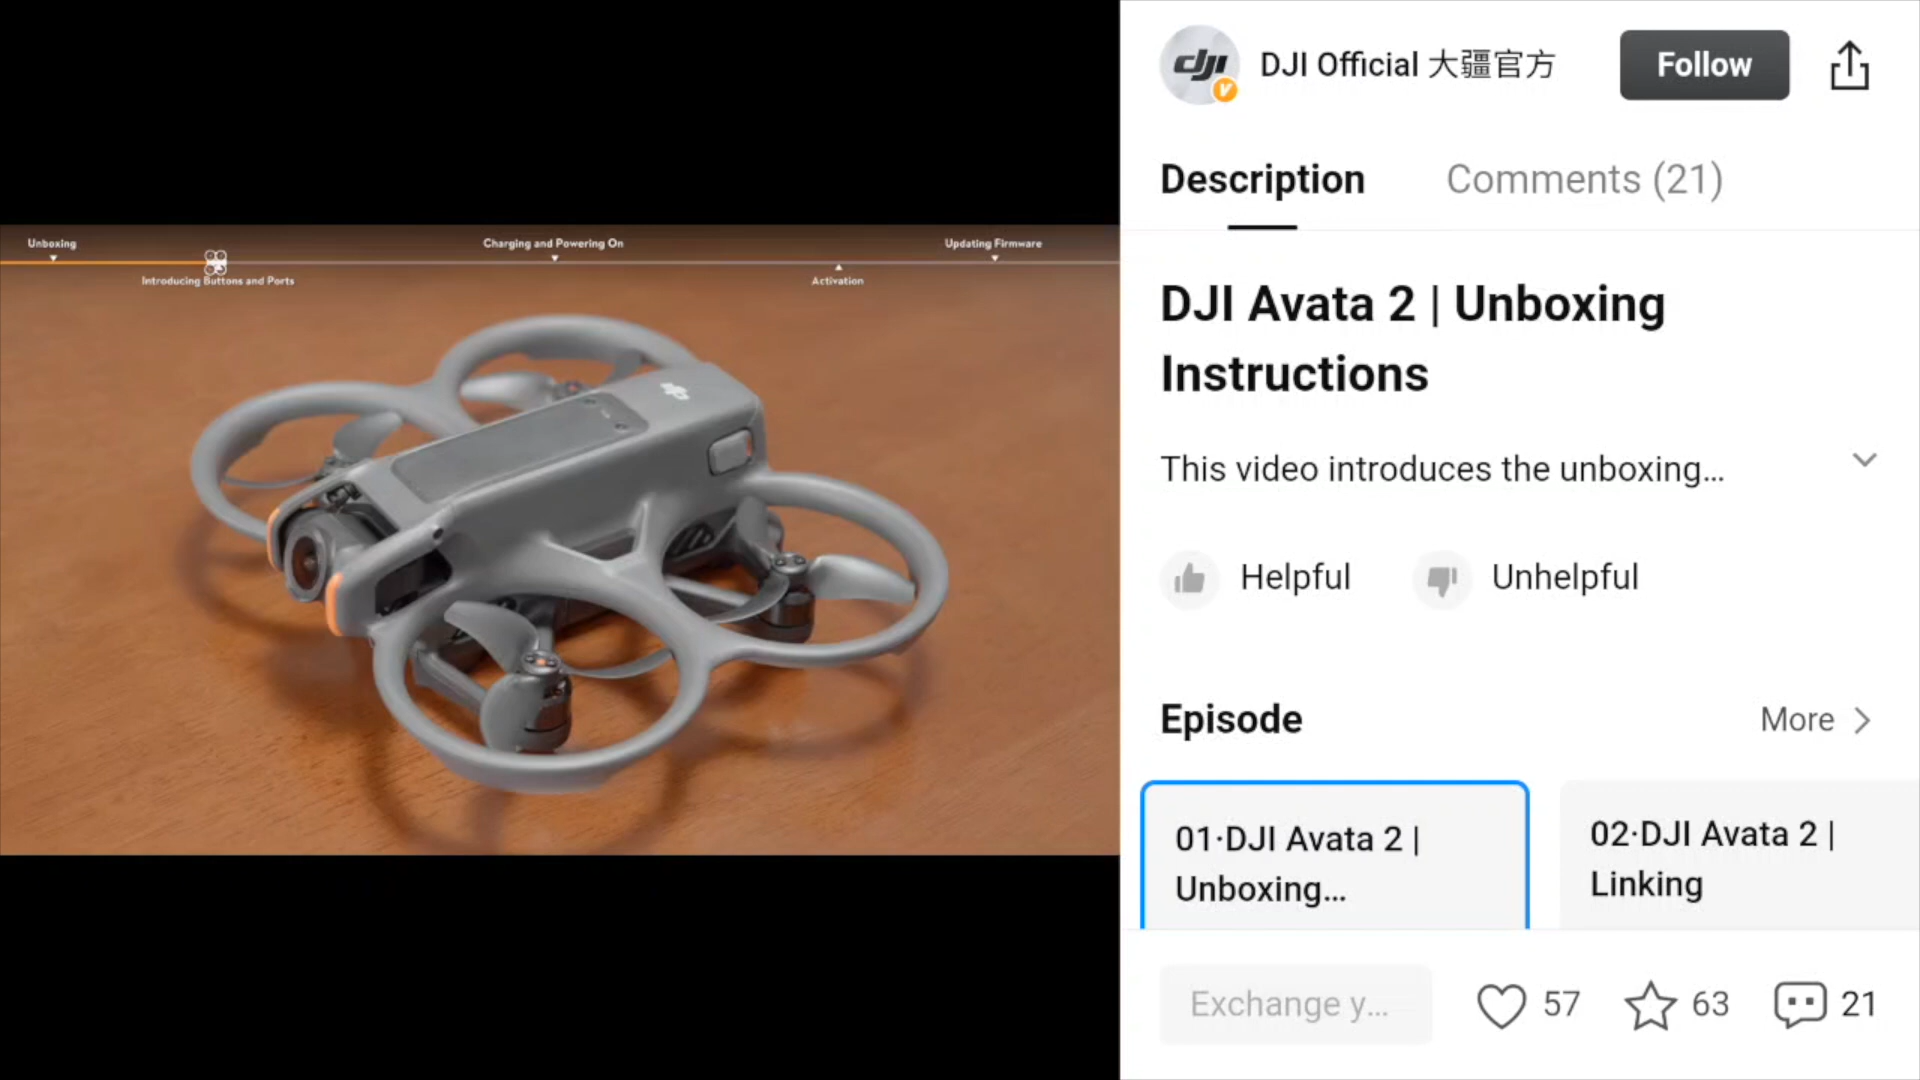 Unboxing
Introducing Buttons and Ports
Charging and Powering On
Activation
Updating Firmware
dji
DJI Official 大疆官方
Follow
Description
Comments (21)
DJI Avata 2 | Unboxing
Instructions
This video introduces the unboxing...
Helpful
Unhelpful
Episode
More
01·DJI Avata 2 |
Unboxing...
02·DJI Avata 2 |
Linking
Exchange y...
57
63
21